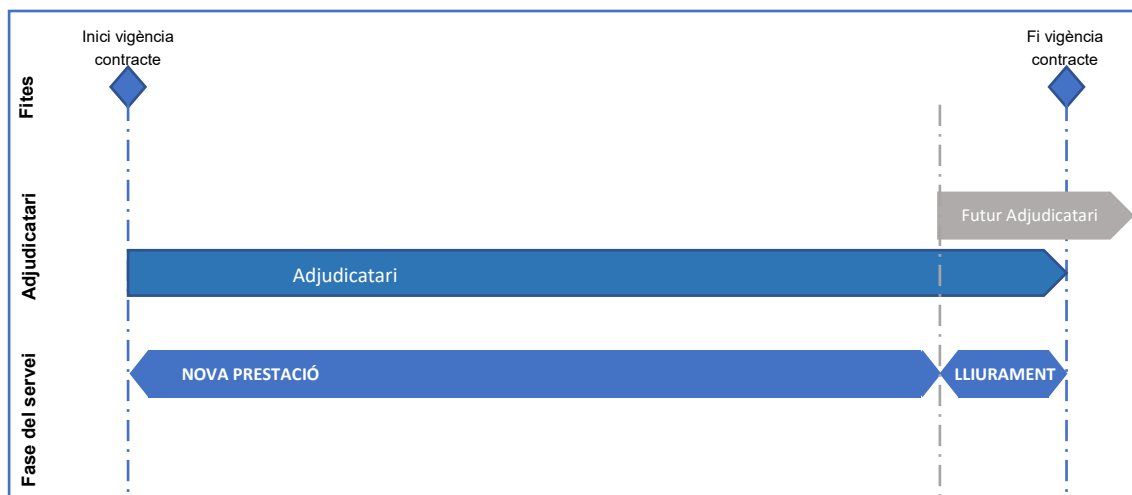 Inici vigència
contracte
Fi vigència
contracte
Fites
Adjudicatari
Futur Adjudicatari
Adjudicatari
Fase del servei
NOVA PRESTACIÓ
LLIURAMENT